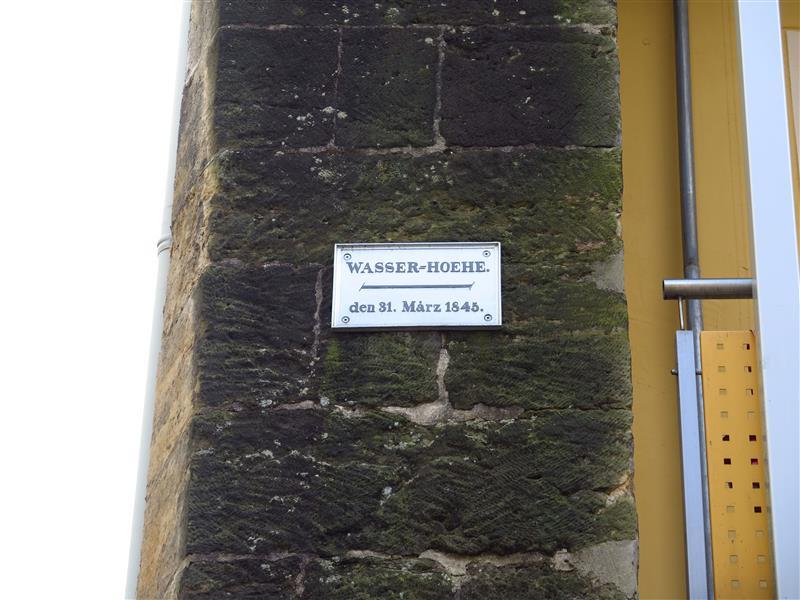 WASSER-HOEHE.
den 31. März 1845.